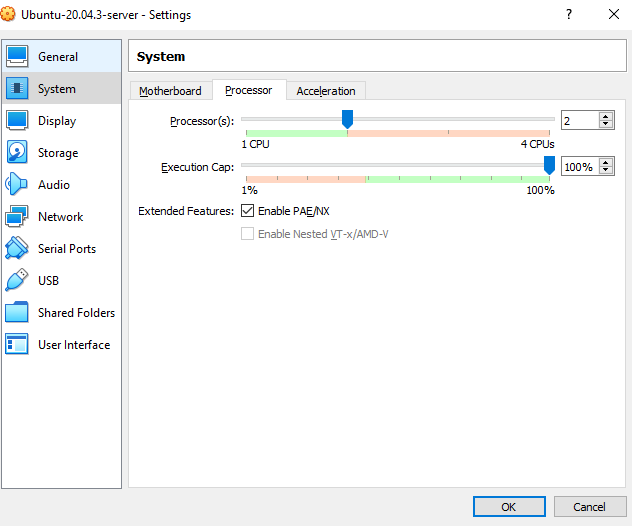 Ubuntu-20.04.3-server - Settings
?
General
System
Display
Storage
Audio
Network
Serial Ports
USB
Shared Folders
User Interface
System
Motherboard Processor Acceleration
Processor(s): 2
1 CPU 4 CPUs
Execution Cap: 100%
1% 100%
Extended Features: Enable PAE/NX
Enable Nested VT-x/AMD-V
OK Cancel